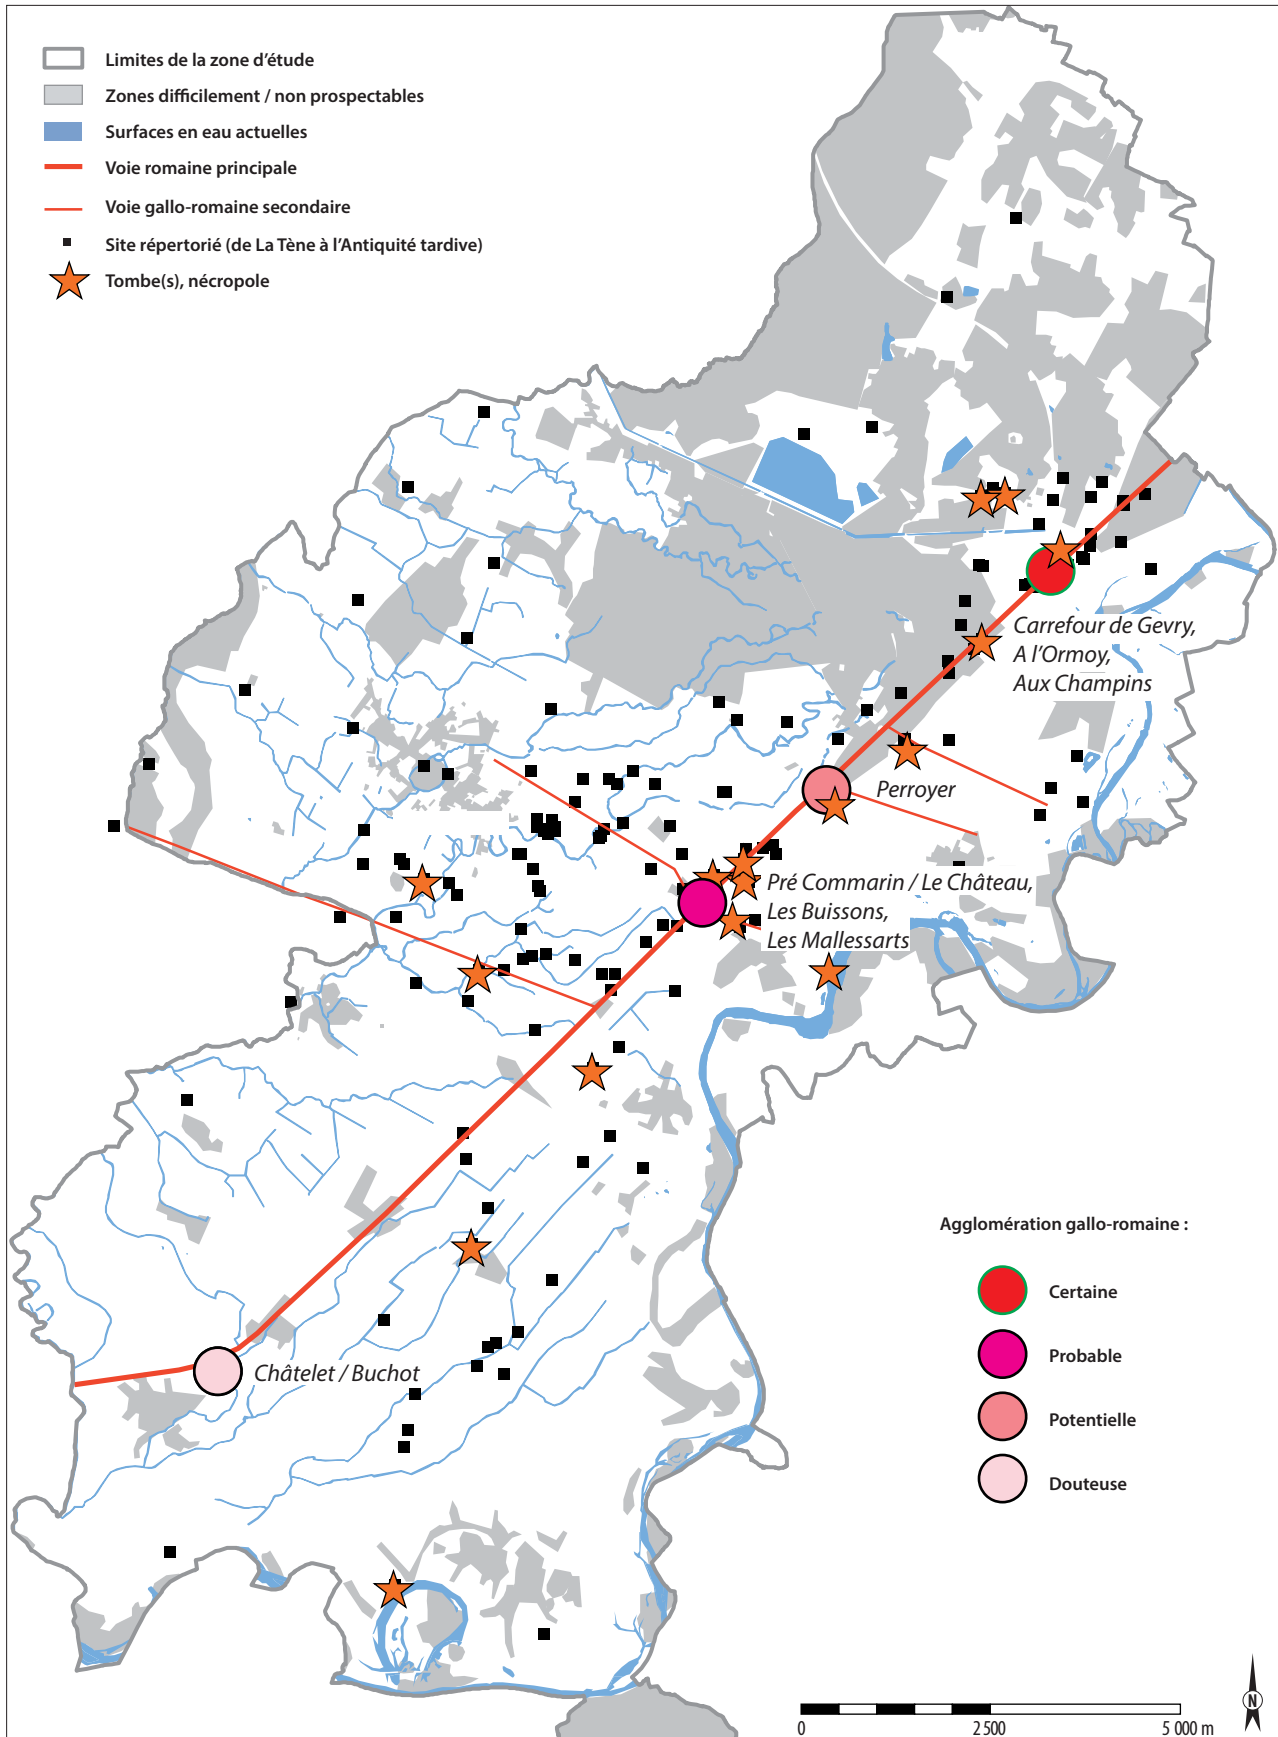 Limites de la zone d'étude
Zones difficilement / non prospectables
Surfaces en eau actuelles
Voie romaine principale
Voie gallo-romaine secondaire
Site répertorié (de La Tène à l'Antiquité tardive)
Tombe(s), nécropole
Carrefour de Gevry,
A l'Ormoy,
Aux Champins
Perroyer
Pré Commarin / Le Château,
Les Buissons,
Les Mallessarts
Châtelet / Buchot
Agglomération gallo-romaine :
Certaine
Probable
Potentielle
Douteuse
N
0 2 500 5 000 m